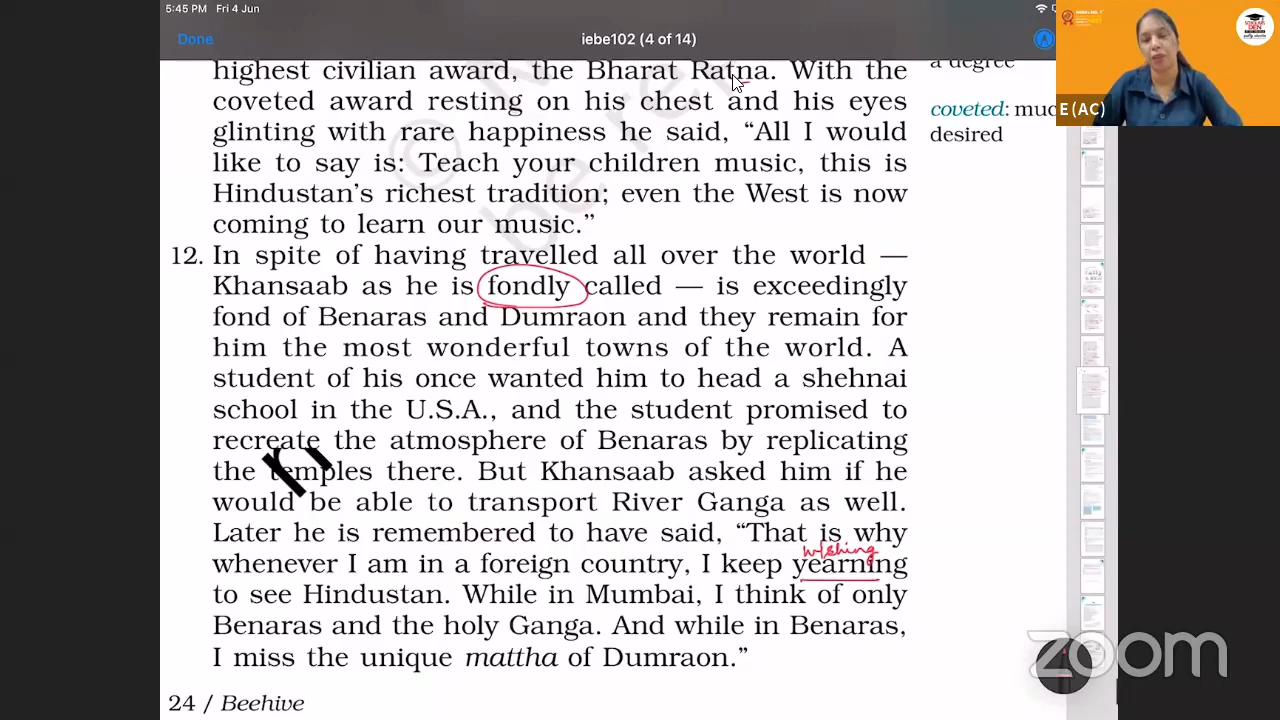 5:45 PM Fri 4 Jun
Done
iebe102 (4 of 14)
highest civilian award, the Bharat Ratna. With the
coveted award resting on his chest and his eyes
glinting with rare happiness he said, “All I would
like to say is: Teach your children music, this is
Hindustan’s richest tradition; even the West is now
coming to learn our music.”
12. In spite of having travelled all over the world —
Khansaab as he is fondly called — is exceedingly
fond of Benaras and Dumraon and they remain for
him the most wonderful towns of the world. A
student of his once wanted him to head a shehnai
school in the U.S.A., and the student promised to
recreate the atmosphere of Benaras by replicating
the temples there. But Khansaab asked him if he
would be able to transport River Ganga as well.
Later he is remembered to have said, “That is why
wishing
whenever I am in a foreign country, I keep yearning
to see Hindustan. While in Mumbai, I think of only
Benaras and the holy Ganga. And while in Benaras,
I miss the unique mattha of Dumraon.”
24 / Beehive
a degree
coveted: muc
desired
E (AC)
SCHOLARS
DEN
zoom